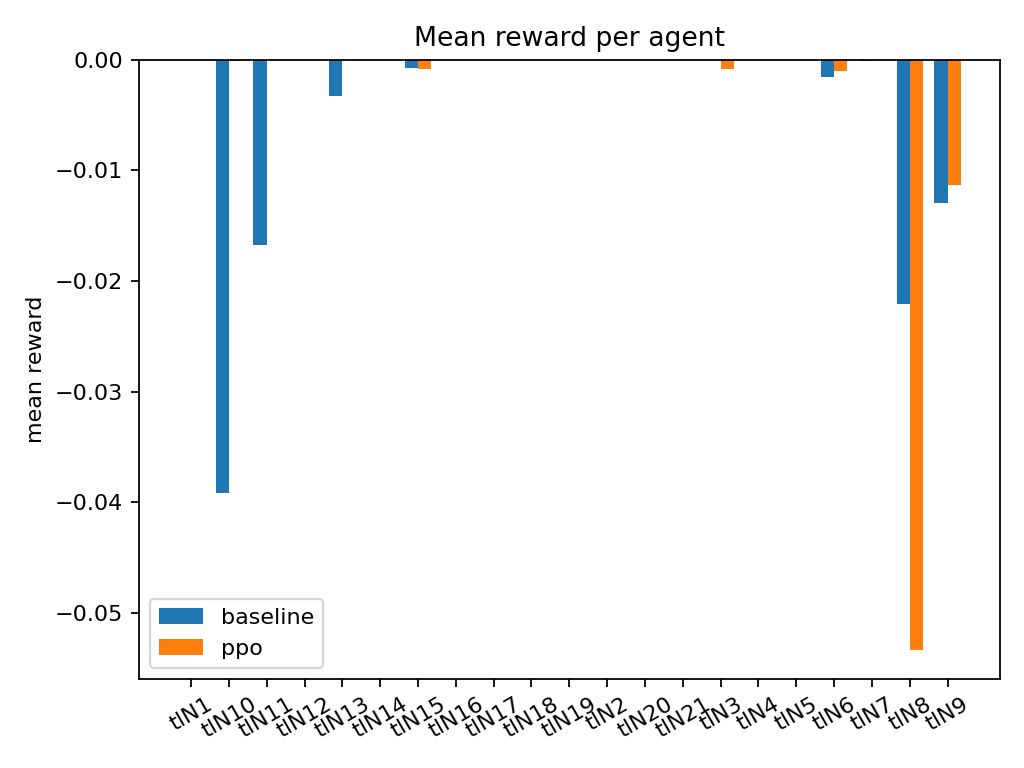 Mean reward per agent
0.00
−0.01
−0.02
−0.03
−0.04
−0.05
mean reward
baseline
ppo
tlN1
tlN10
tlN11
tlN12
tlN13
tlN14
tlN15
tlN16
tlN17
tlN18
tlN19
tlN2
tlN20
tlN21
tlN3
tlN4
tlN5
tlN6
tlN7
tlN8
tlN9